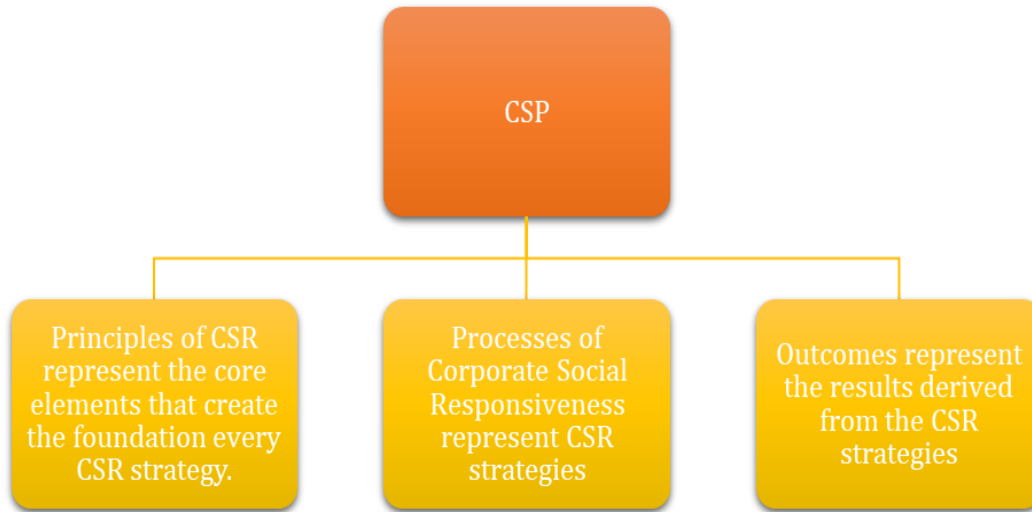 CSP
Principles of CSR
represent the core
elements that create
the foundation every
CSR strategy.
Processes of
Corporate Social
Responsiveness
represent CSR
strategies
Outcomes represent
the results derived
from the CSR
strategies